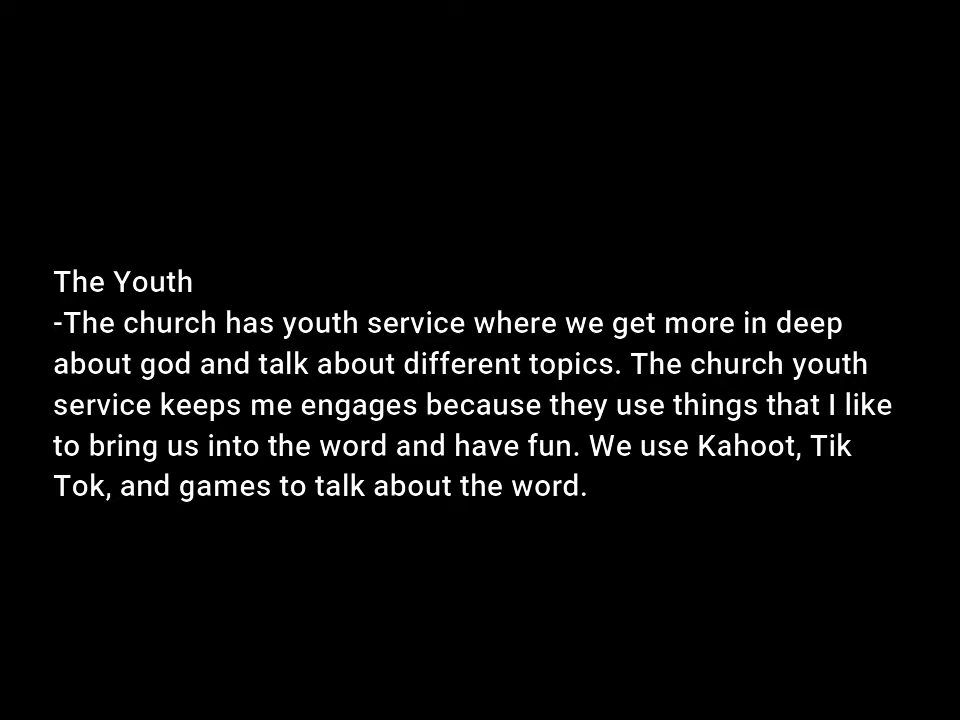 The Youth
-The church has youth service where we get more in deep
about god and talk about different topics. The church youth
service keeps me engages because they use things that I like
to bring us into the word and have fun. We use Kahoot, Tik
Tok, and games to talk about the word.